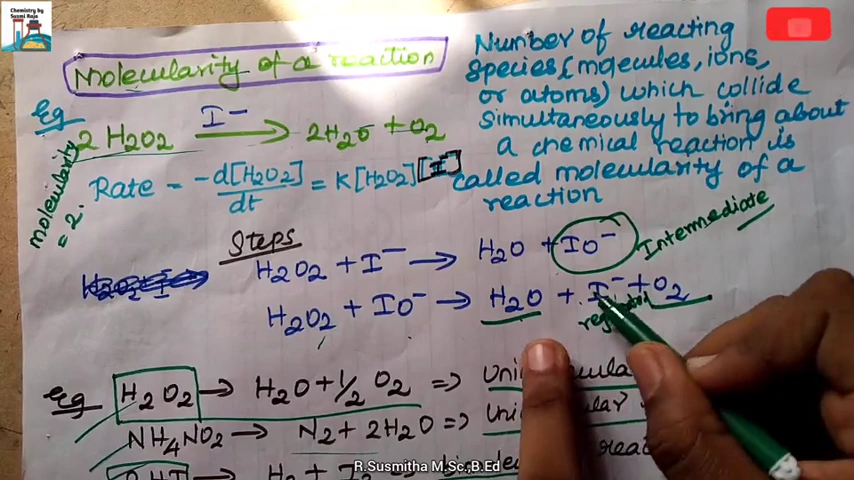 Chemistry by
Susmi Raja
Molecularity of a reaction
Number of reacting
species (molecules, ions,
or atoms) which collide
simultaneously to bring about
a chemical reaction is
called molecularity of a
reaction
Eg
2 H2O2 I⁻ → 2H2O + O2
molecularity
= 2.
Rate = -d[H2O2]/dt = K[H2O2][I⁻]
Steps
H2O2 + I⁻ → H2O + IO⁻ Intermediate
H2O2 + IO⁻ → H2O + I⁻ + O2
Eg H2O2 → H2O + 1/2 O2 ⇒
NH4NO2 → N2 + 2H2O ⇒
R.Susmitha M.Sc.,B.Ed